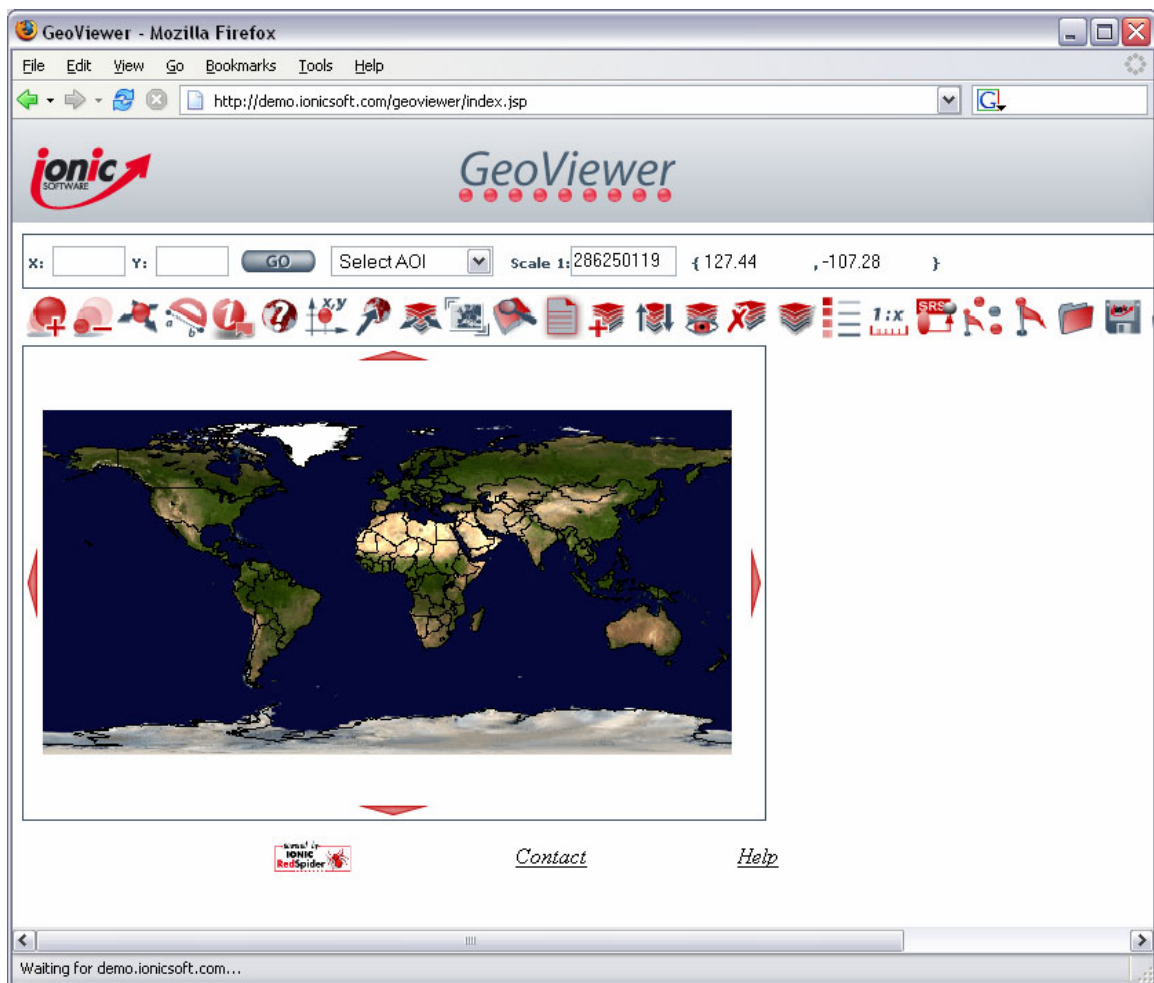 GeoViewer - Mozilla Firefox
File Edit View Go Bookmarks Tools Help
http://demo.ionicsoft.com/geoviewer/index.jsp G
ionic
SOFTWARE
GeoViewer
X: Y: GO Select AOI Scale 1: 286250119 { 127.44 , -107.28 }
a b x,y 1:x SRS
IONIC
RedSpider
Contact Help
Waiting for demo.ionicsoft.com...